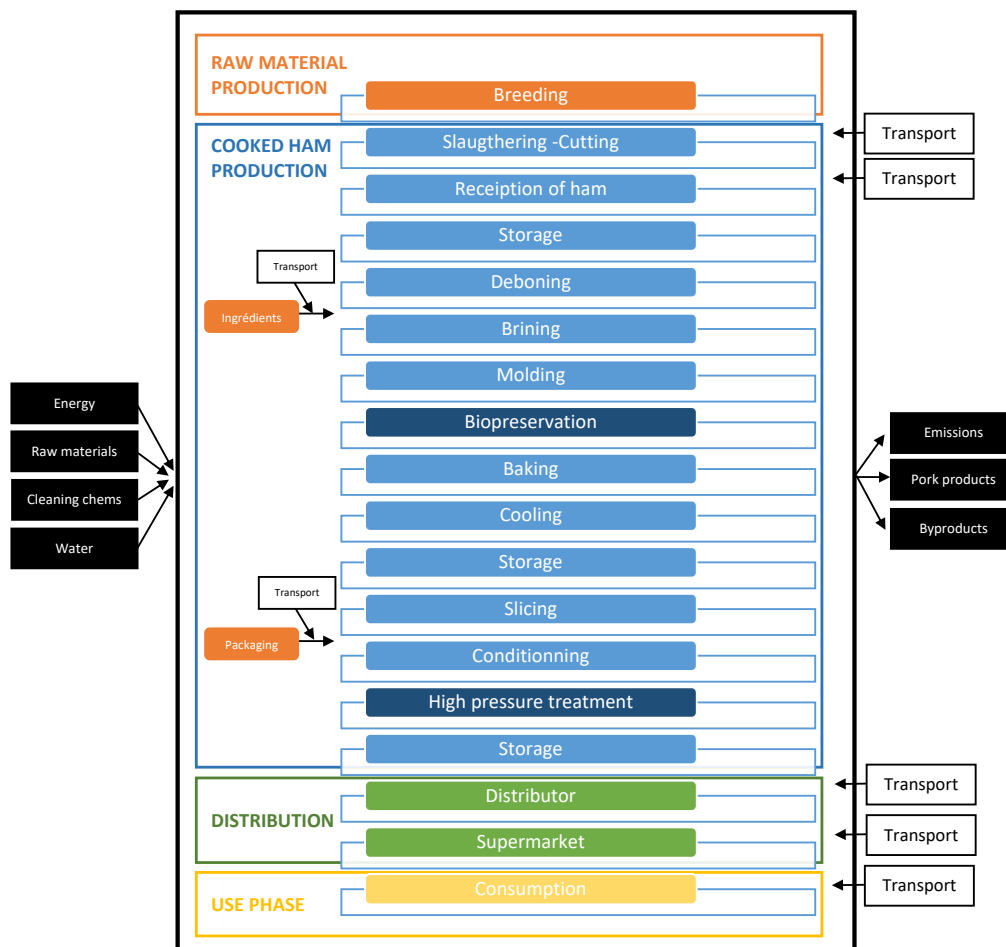 RAW MATERIAL
PRODUCTION
Breeding
COOKED HAM
PRODUCTION
Slaugthering -Cutting
Transport
Receiption of ham
Transport
Storage
Transport
Deboning
Ingrédients
Brining
Molding
Energy
Biopreservation
Emissions
Raw materials
Baking
Pork products
Cleaning chems
Cooling
Byproducts
Water
Storage
Transport
Slicing
Packaging
Conditionning
High pressure treatment
Storage
Transport
Distributor
DISTRIBUTION
Transport
Supermarket
Transport
Consumption
USE PHASE